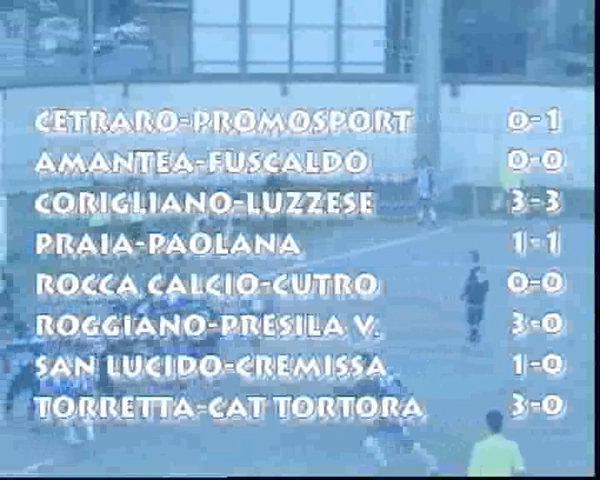 CETRARO-PROMOSPORT 0-1
AMANTEA-FUSCALDO 0-0
CORIGLIANO-LUZZESE 3-3
PRAIA-PAOLANA 1-1
ROCCA CALCIO-CUTRO 0-0
ROGGIANO-PRESILA V. 3-0
SAN LUCIDO-CREMISSA 1-0
TORRETTA-CAT TORTORA 3-0